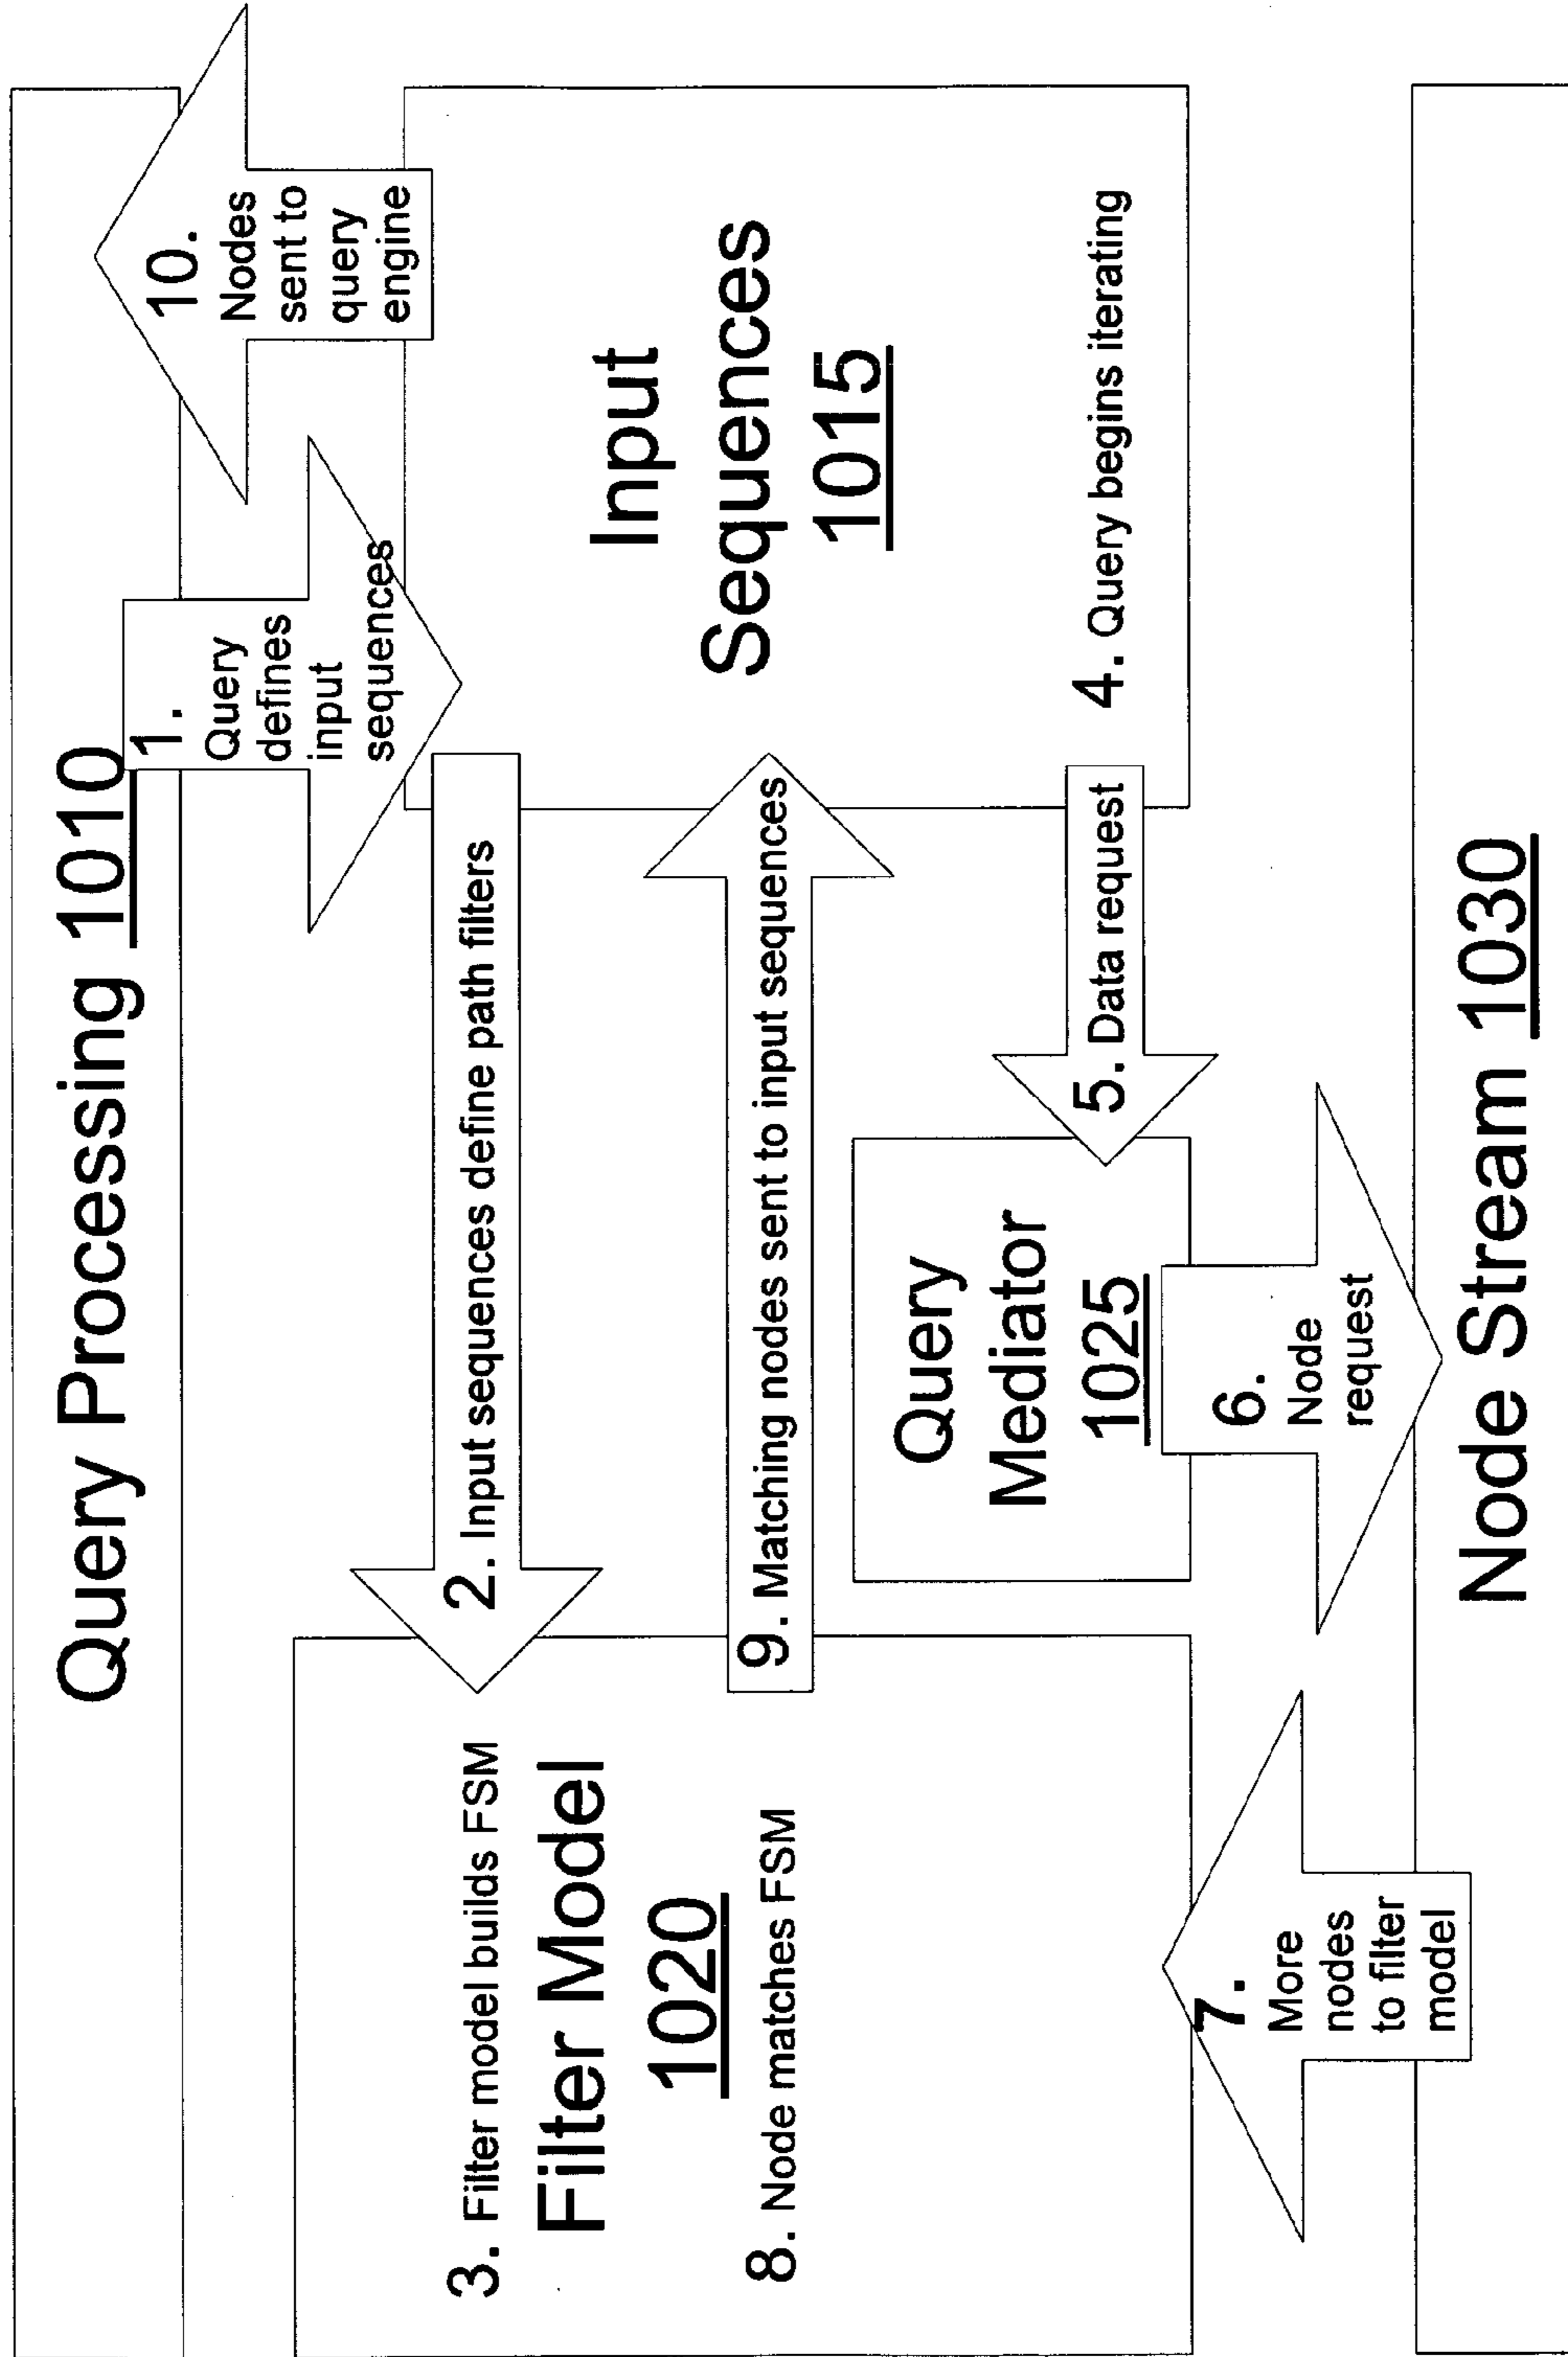 Query Processing 1010
1.
Query
defines
input
sequences
10.
Nodes
sent to
query
engine
2. Input sequences define path filters
3. Filter model builds FSM
Filter Model
1020
8. Node matches FSM
Input
Sequences
1015
9. Matching nodes sent to input sequences
4. Query begins iterating
5. Data request
Query
Mediator
1025
6.
Node
request
7.
More
nodes
to filter
model
Node Stream 1030